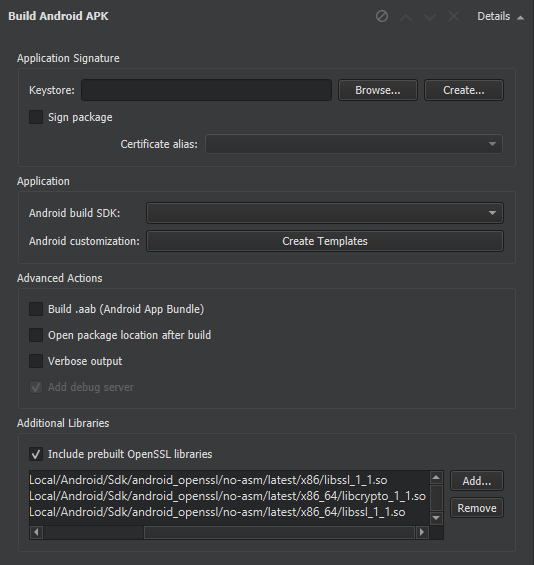 Build Android APK
Details
Application Signature
Keystore:
Browse...
Create...
Sign package
Certificate alias:
Application
Android build SDK:
Android customization:
Create Templates
Advanced Actions
Build .aab (Android App Bundle)
Open package location after build
Verbose output
Add debug server
Additional Libraries
Include prebuilt OpenSSL libraries
Local/Android/Sdk/android_openssl/no-asm/latest/x86/libssl_1_1.so
Local/Android/Sdk/android_openssl/no-asm/latest/x86_64/libcrypto_1_1.so
Local/Android/Sdk/android_openssl/no-asm/latest/x86_64/libssl_1_1.so
Add...
Remove